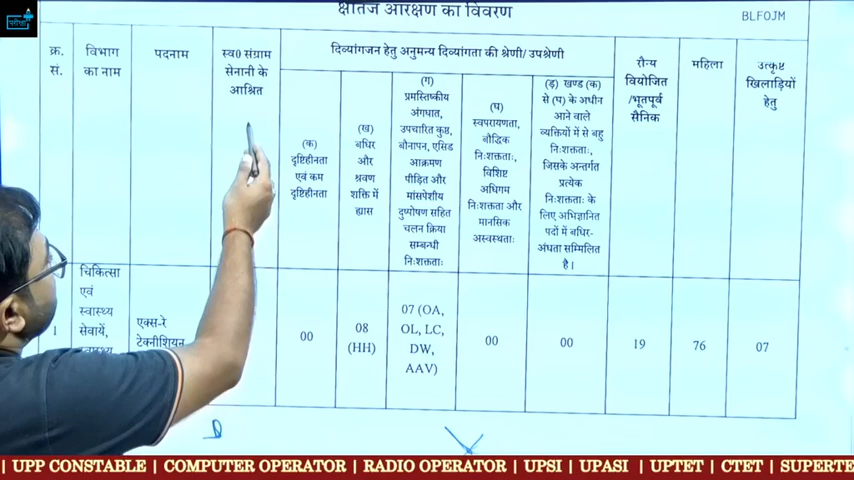 परीक्षा
क्षैतिज आरक्षण का विवरण
BLFOJM
क्र.
सं.
विभाग
का नाम
पदनाम
स्व0 संग्राम
सेनानी के
आश्रित
दिव्यांगजन हेतु अनुमन्य दिव्यांगता की श्रेणी/ उपश्रेणी
(क)
दृष्टिहीनता
एवं कम
दृष्टिहीनता
(ख)
बधिर
और
श्रवण
शक्ति में
ह्यास
(ग)
प्रमस्तिष्कीय
अंगघात,
उपचारित कुष्ठ,
बौनापन, एसिड
आक्रमण
पीड़ित और
मांसपेशीय
दुष्पोषण सहित
चलन क्रिया
सम्बन्धी
निःशक्तताः
(घ)
स्वपरायणता,
बौद्धिक
निःशक्तताः,
विशिष्ट
अधिगम
निःशक्तता और
मानसिक
अस्वस्थताः
(ड़) खण्ड (क)
से (घ) के अधीन
आने वाले
व्यक्तियों में से बहु
निःशक्तताः,
जिसके अन्तर्गत
प्रत्येक
निःशक्तताः के
लिए अभिज्ञानित
पदों में बधिर-
अंधता सम्मिलित
है।
सैन्य
वियोजित
/भूतपूर्व
सैनिक
महिला
उत्कृष्ट
खिलाड़ियों
हेतु
1
चिकित्सा
एवं
स्वास्थ्य
सेवायें,
एक्स-रे
टेक्नीशियन
00
08
(HH)
07 (OA,
OL, LC,
DW,
AAV)
00
00
19
76
07
| UPP CONSTABLE | COMPUTER OPERATOR | RADIO OPERATOR | UPSI | UPASI | UPTET | CTET | SUPERTE